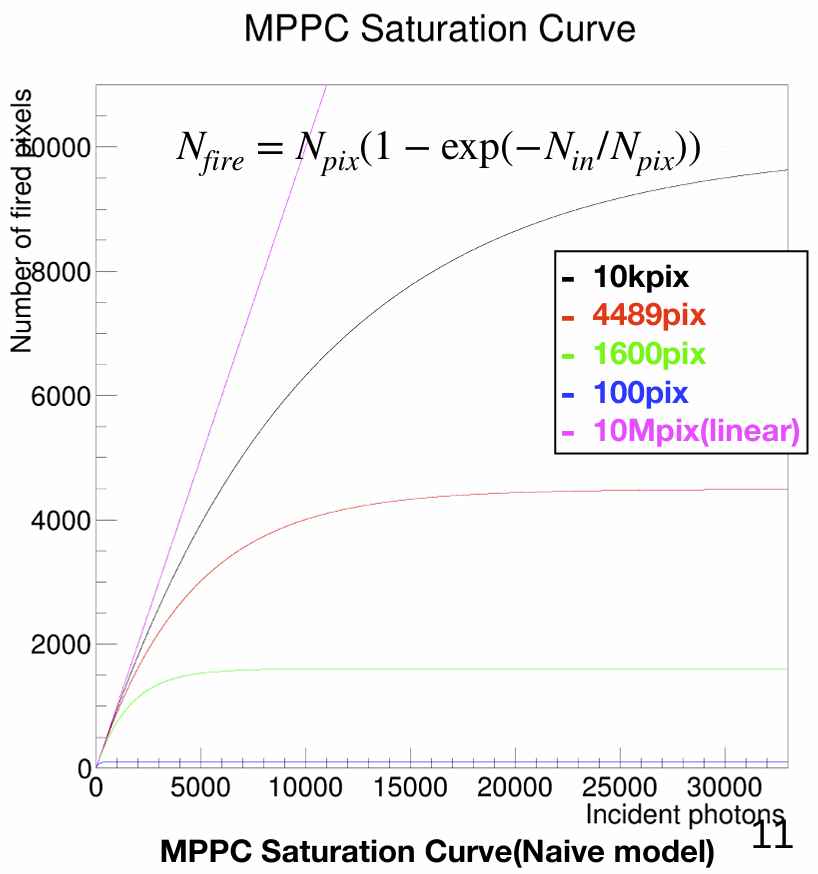 MPPC Saturation Curve
Number of fired pixels
N_fire = N_pix(1 − exp(−N_in/N_pix))
10000
8000
6000
4000
2000
0
- 10kpix
- 4489pix
- 1600pix
- 100pix
- 10Mpix(linear)
0 5000 10000 15000 20000 25000 30000
Incident photons
11
MPPC Saturation Curve(Naive model)